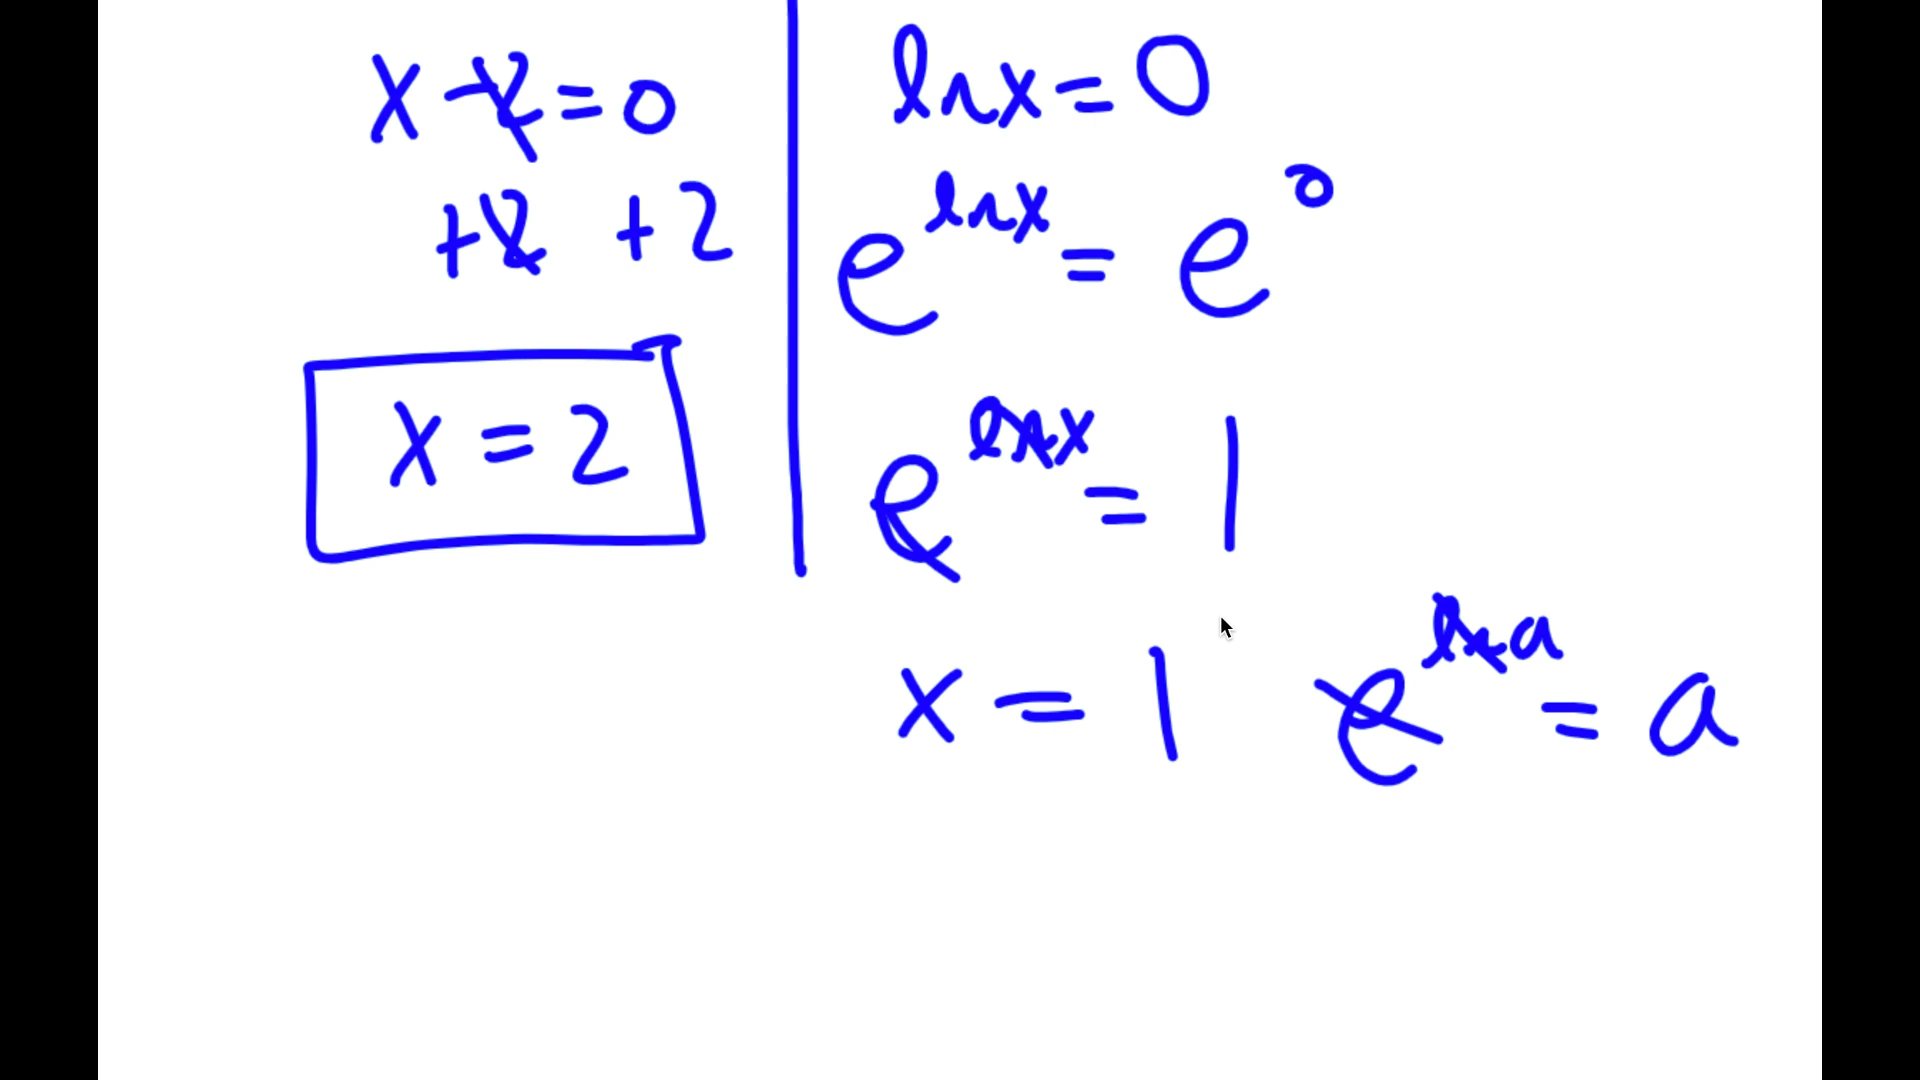 x - 2 = 0
+2 +2
x = 2
ln x = 0
e^{ln x} = e^0
e^{ln x} = 1
x = 1
e^{ln a} = a